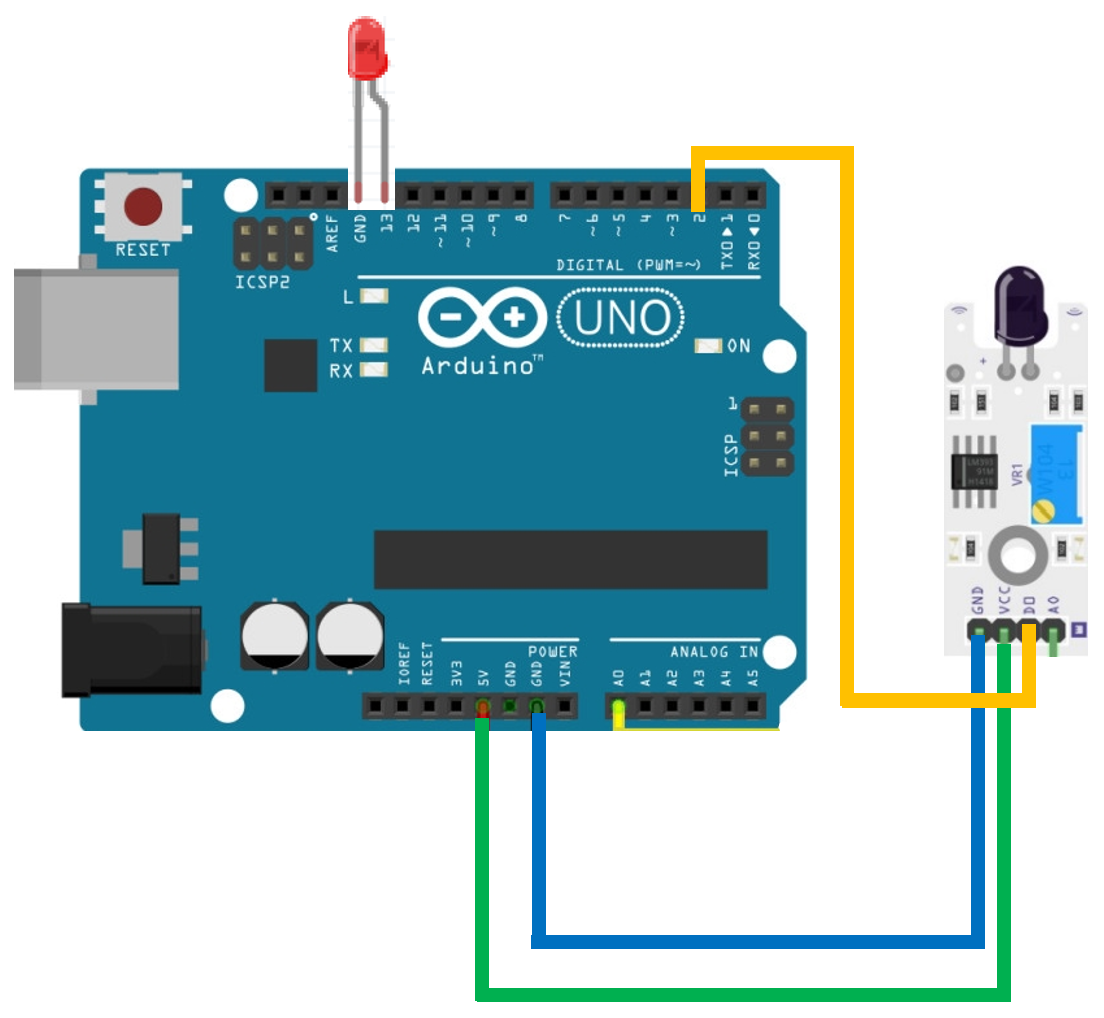 RESET
ICSP2
AREF
GND
13
12
~11
~10
~9
8
7
~6
~5
4
~3
2
TX0▶1
RX0◀0
DIGITAL (PWM=~)
L
TX
RX
Arduino™
UNO
ON
1
ICSP
POWER
ANALOG IN
IOREF
RESET
3V3
5V
GND
GND
VIN
A0
A1
A2
A3
A4
A5
+
VR1
W104
LM393
91M
H1418
GND
VCC
DO
AO